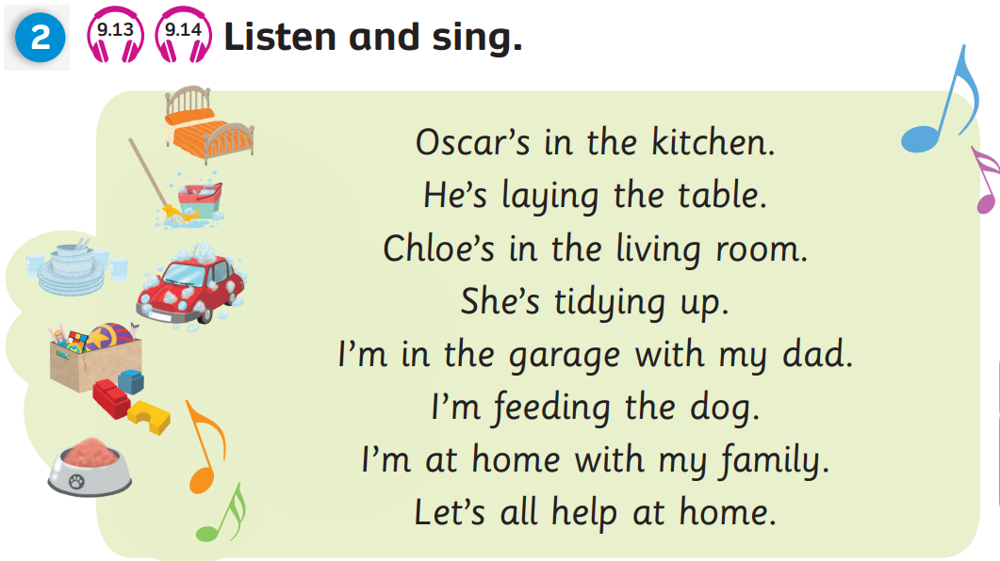 2 9.13 9.14 Listen and sing.
Oscar's in the kitchen.
He's laying the table.
Chloe's in the living room.
She's tidying up.
I'm in the garage with my dad.
I'm feeding the dog.
I'm at home with my family.
Let's all help at home.